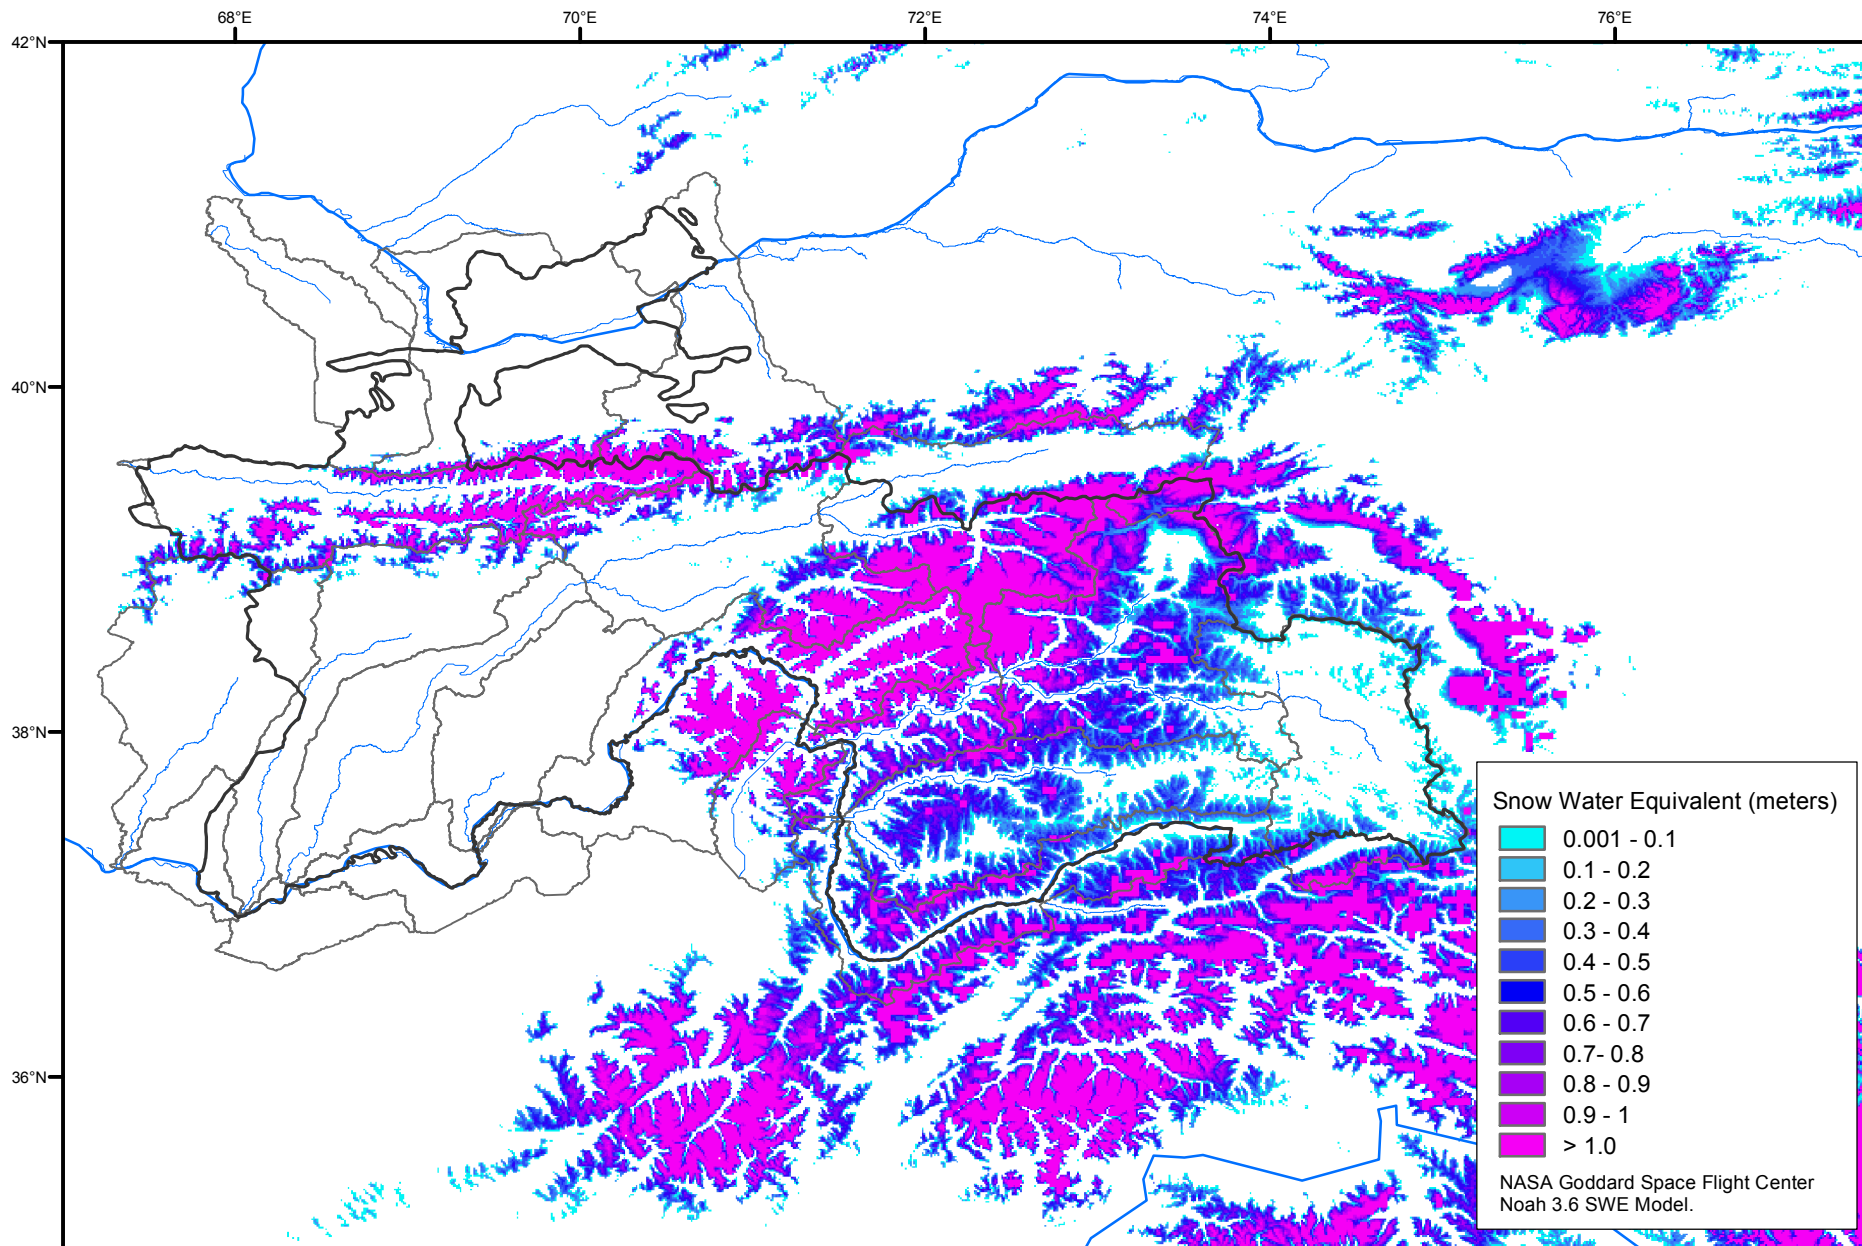 68°E 70°E 72°E 74°E 76°E
42°N
40°N
38°N
36°N
Snow Water Equivalent (meters)
0.001 - 0.1
0.1 - 0.2
0.2 - 0.3
0.3 - 0.4
0.4 - 0.5
0.5 - 0.6
0.6 - 0.7
0.7- 0.8
0.8 - 0.9
0.9 - 1
> 1.0
NASA Goddard Space Flight Center
Noah 3.6 SWE Model.